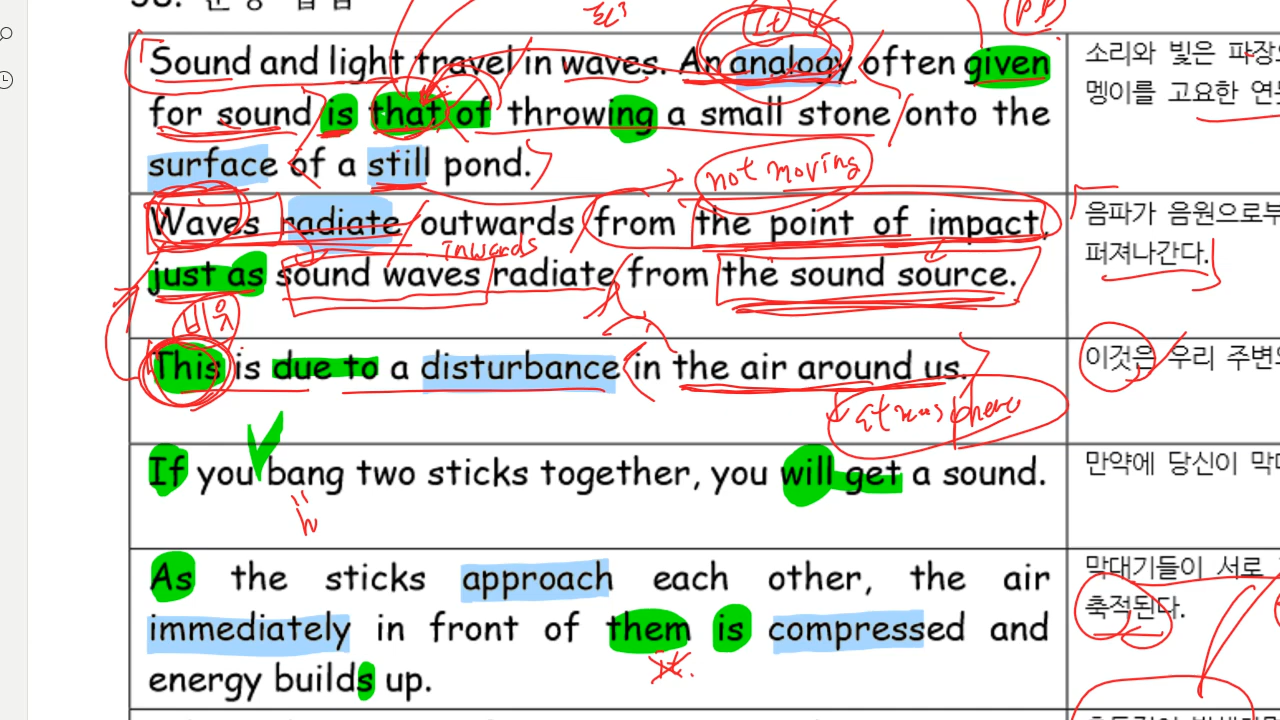 Sound and light travel in waves. An analogy often given
for sound is that of throwing a small stone onto the
surface of a still pond.
not moving
Waves radiate outwards from the point of impact,
inwards
just as sound waves radiate from the sound source.
비유
This is due to a disturbance in the air around us.
atmosphere
If you bang two sticks together, you will get a sound.
As the sticks approach each other, the air
immediately in front of them is compressed and
it.
energy builds up.
소리와 빛은
멩이를 고요한
음파가 음원으로부
퍼져나간다.
이것은 우리 주변
만약에 당신이 막
막대기들이 서로
축적된다.